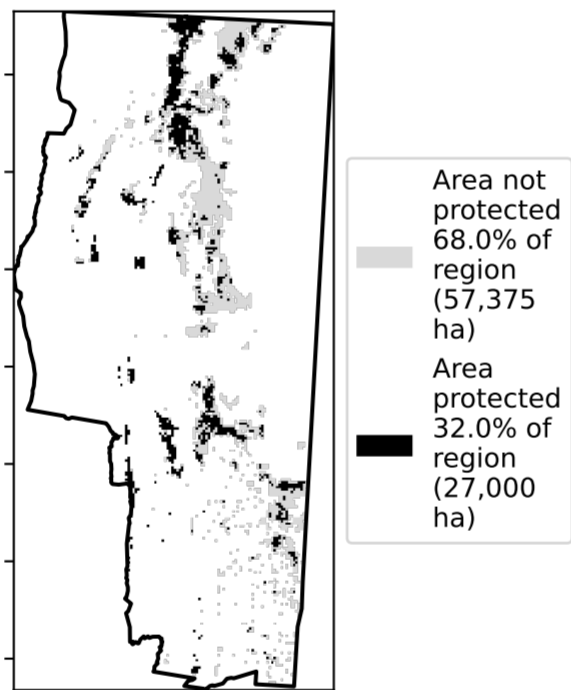 Area not
protected
68.0% of
region
(57,375
ha)
Area
protected
32.0% of
region
(27,000
ha)